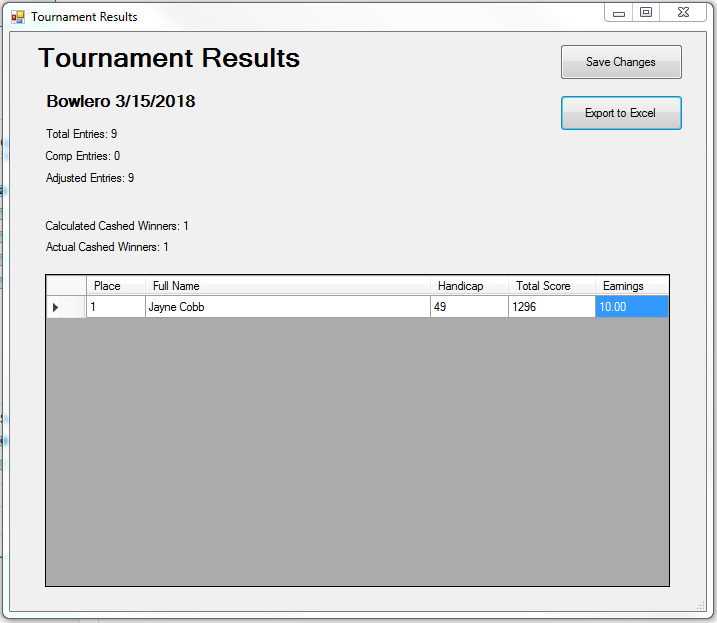 Tournament Results
Tournament Results
Save Changes
Bowlero 3/15/2018
Export to Excel
Total Entries: 9
Comp Entries: 0
Adjusted Entries: 9
Calculated Cashed Winners: 1
Actual Cashed Winners: 1
Place Full Name Handicap Total Score Earnings
1 Jayne Cobb 49 1296 10.00